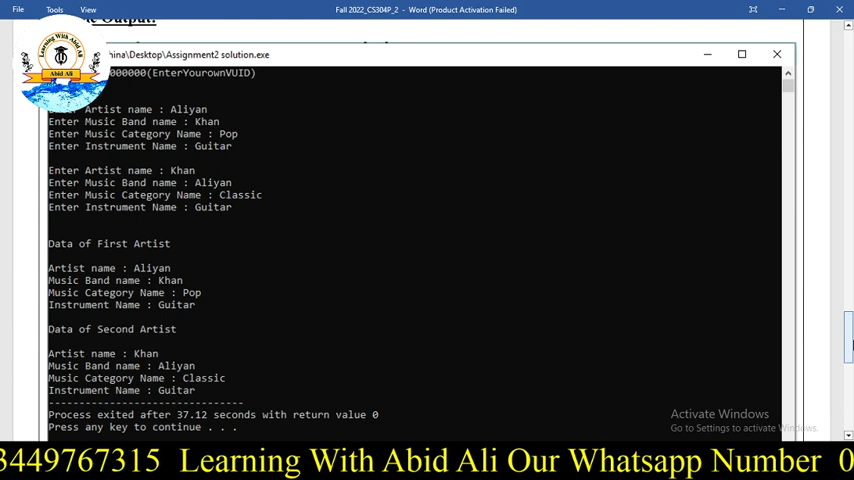 File Tools View Fall 2022_CS304P_2 - Word (Product Activation Failed)
Output:
Learning With Abid Ali
Abid Ali
hina\Desktop\Assignment2 solution.exe
000000(EnterYourownVUID)
Enter Artist name : Aliyan
Enter Music Band name : Khan
Enter Music Category Name : Pop
Enter Instrument Name : Guitar
Enter Artist name : Khan
Enter Music Band name : Aliyan
Enter Music Category Name : Classic
Enter Instrument Name : Guitar
Data of First Artist
Artist name : Aliyan
Music Band name : Khan
Music Category Name : Pop
Instrument Name : Guitar
Data of Second Artist
Artist name : Khan
Music Band name : Aliyan
Music Category Name : Classic
Instrument Name : Guitar
--------------------------------
Process exited after 37.12 seconds with return value 0
Press any key to continue . . .
Activate Windows
Go to Settings to activate Windows.
3449767315 Learning With Abid Ali Our Whatsapp Number 0